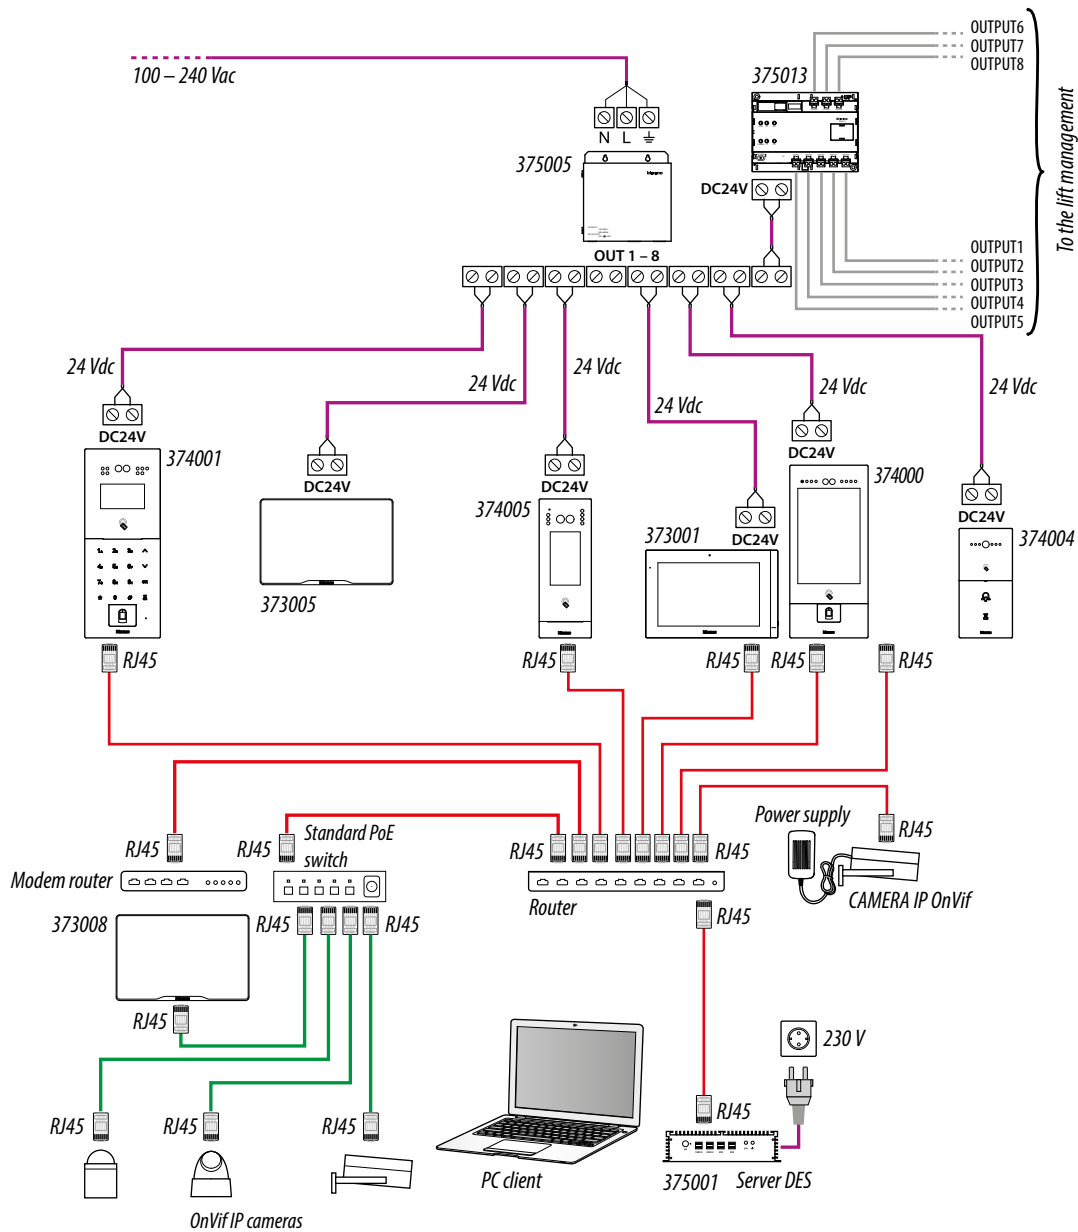 OUTPUT6
OUTPUT7
OUTPUT8
100 – 240 Vac
375013
To the lift management
N L
375005
DC24V
OUT 1 – 8
OUTPUT1
OUTPUT2
OUTPUT3
OUTPUT4
OUTPUT5
24 Vdc
24 Vdc
24 Vdc
24 Vdc
24 Vdc
24 Vdc
DC24V
374001
DC24V
373005
DC24V
374005
DC24V
373001
DC24V
374000
DC24V
374004
RJ45
RJ45
RJ45
RJ45
RJ45
RJ45
Modem router
RJ45
Standard PoE
switch
RJ45
RJ45
Router
Power supply
RJ45
CAMERA IP OnVif
373008
RJ45
RJ45
RJ45
RJ45
230 V
RJ45
RJ45
RJ45
RJ45
PC client
375001
Server DES
OnVif IP cameras